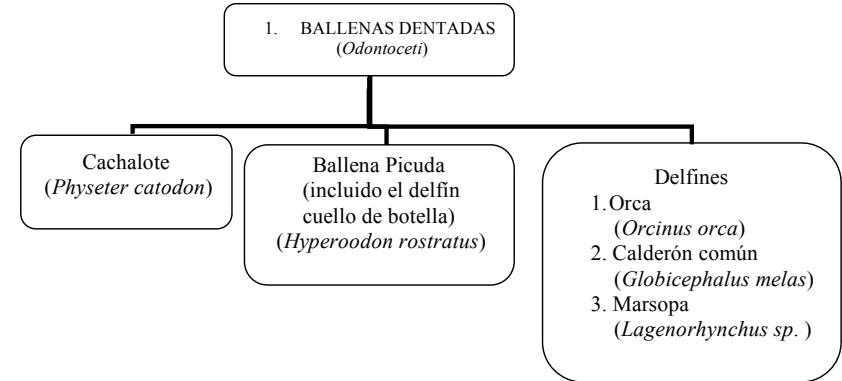 1. BALLENAS DENTADAS
(Odontoceti)
Cachalote
(Physeter catodon)
Ballena Picuda
(incluido el delfín
cuello de botella)
(Hyperoodon rostratus)
Delfines
1.Orca
(Orcinus orca)
2. Calderón común
(Globicephalus melas)
3. Marsopa
(Lagenorhynchus sp. )